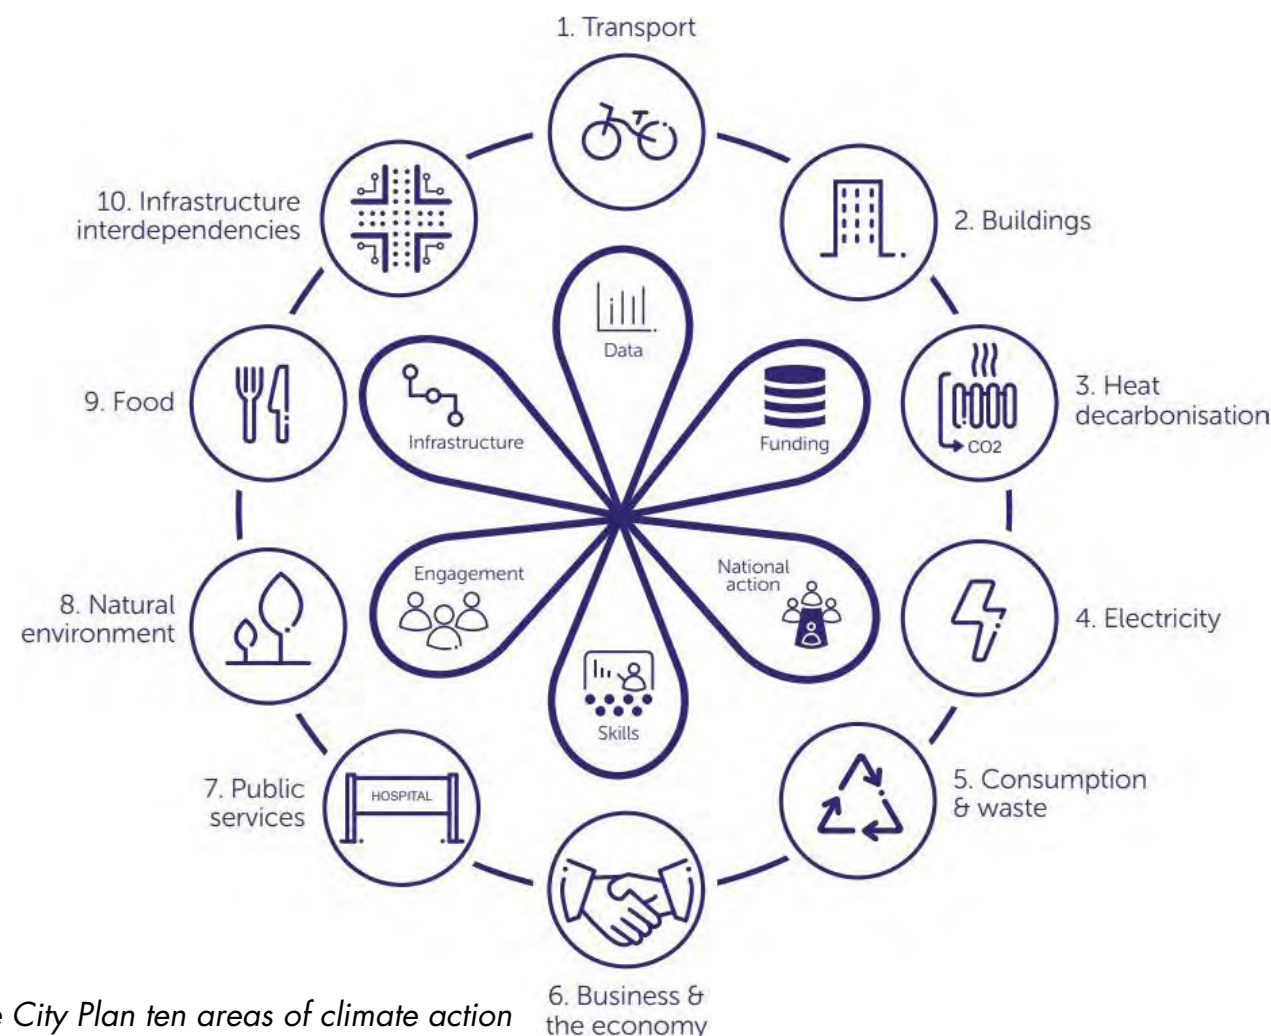 1. Transport
10. Infrastructure
interdependencies
2. Buildings
Data
3. Heat
decarbonisation
CO2
9. Food
Infrastructure
Funding
Engagement
National
action
8. Natural
environment
4. Electricity
Skills
7. Public
services
HOSPITAL
5. Consumption
& waste
6. Business &
the economy
City Plan ten areas of climate action